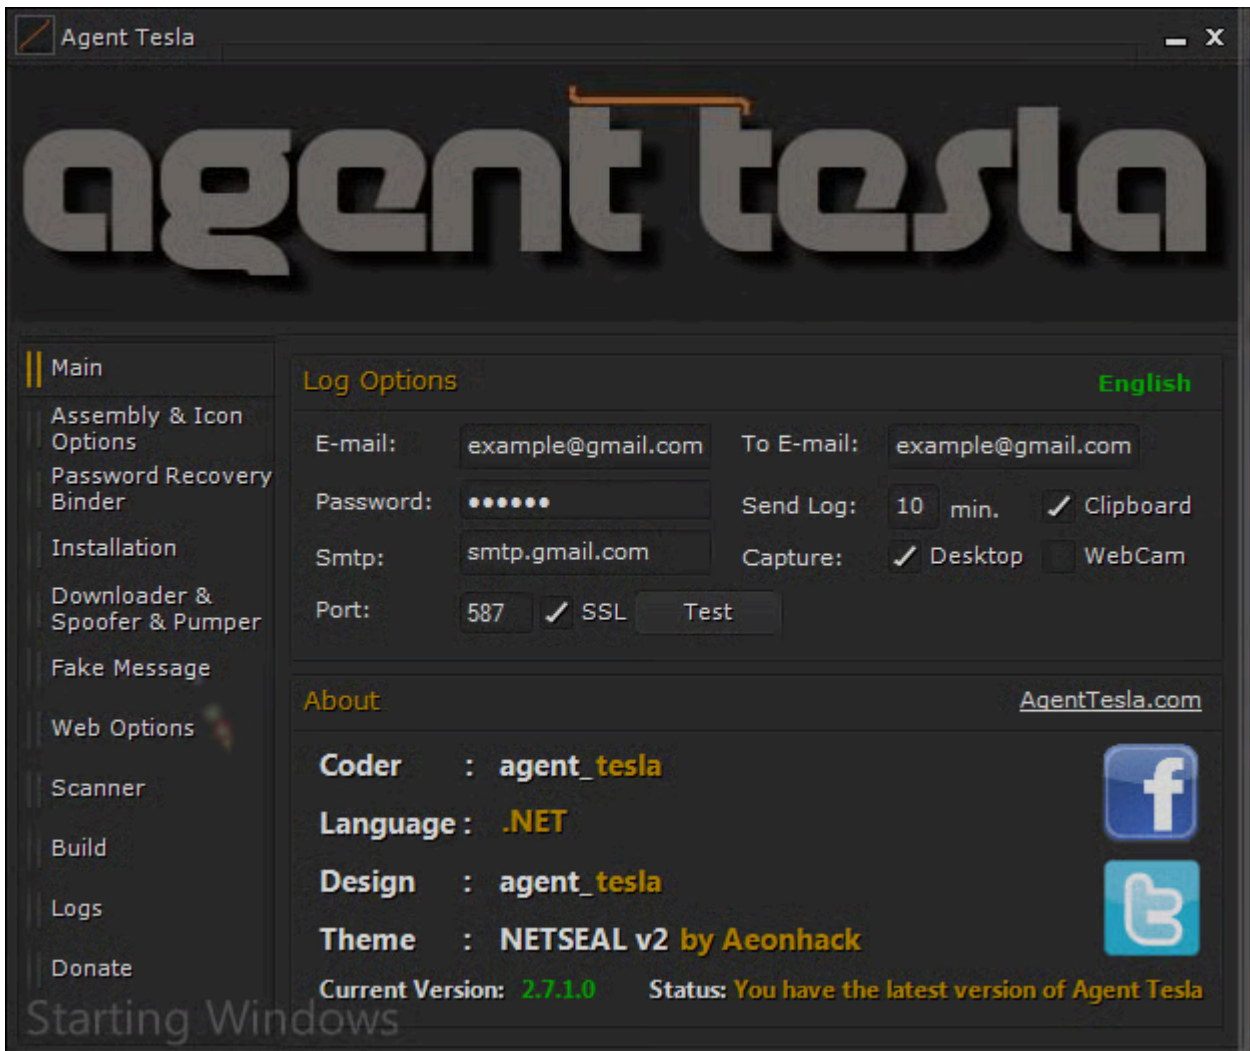 Agent Tesla
agent tesla
Main
Assembly & Icon
Options
Password Recovery
Binder
Installation
Downloader &
Spoofer & Pumper
Fake Message
Web Options
Scanner
Build
Logs
Donate
Log Options English
E-mail: example@gmail.com To E-mail: example@gmail.com
Password: •••••• Send Log: 10 min. Clipboard
Smtp: smtp.gmail.com Capture: Desktop WebCam
Port: 587 SSL Test
About AgentTesla.com
Coder : agent_tesla
Language : .NET
Design : agent_tesla
Theme : NETSEAL v2 by Aeonhack
Current Version: 2.7.1.0 Status: You have the latest version of Agent Tesla
Starting Windows